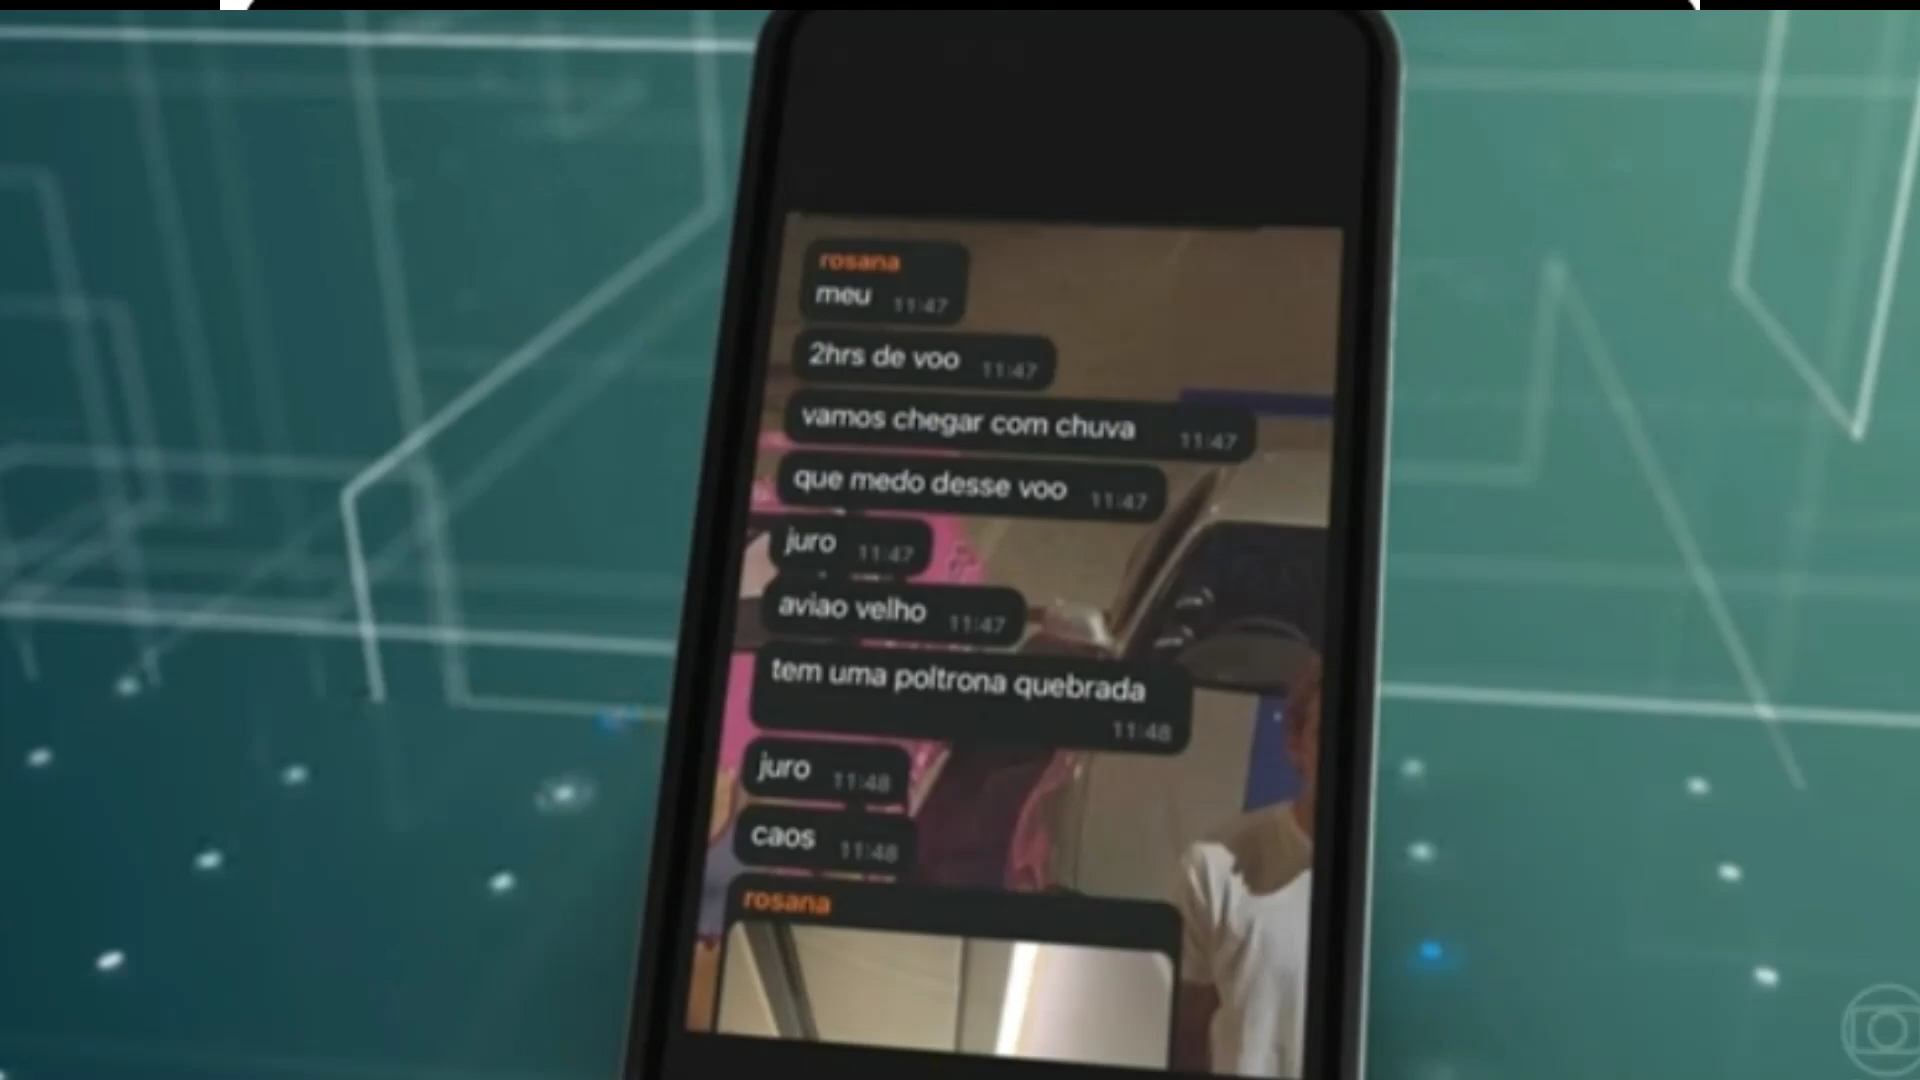 rosana
meu 11:47
2hrs de voo 11:47
vamos chegar com chuva 11:47
que medo desse voo 11:47
juro 11:47
aviao velho 11:47
tem uma poltrona quebrada
11:48
juro 11:48
caos 11:48
rosana